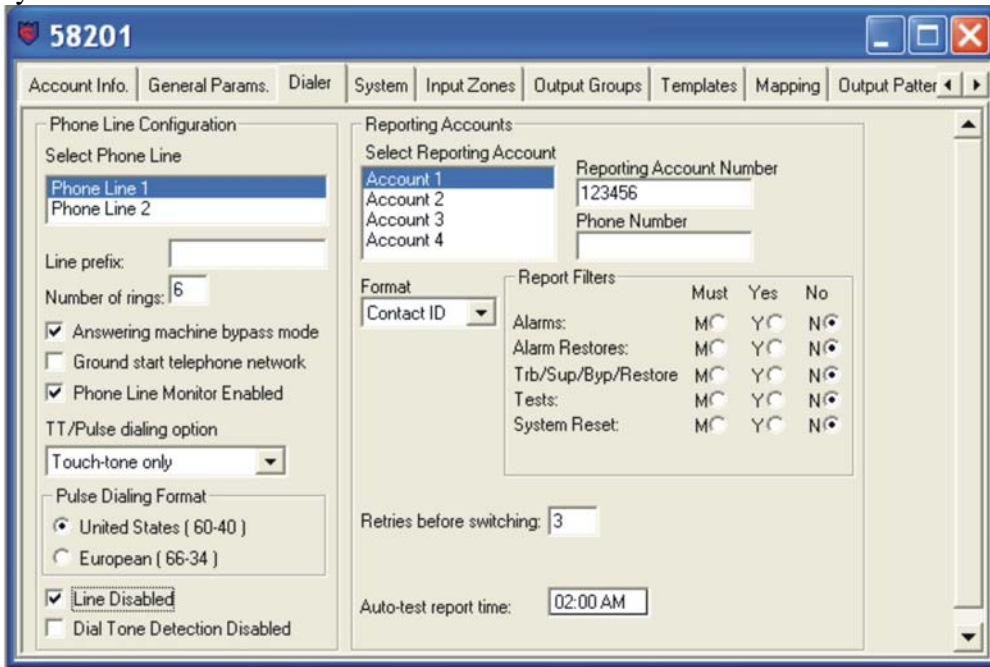 58201
Account Info. General Params. Dialer System Input Zones Output Groups Templates Mapping Output Patter
Phone Line Configuration
Select Phone Line
Phone Line 1
Phone Line 2
Line prefix:
Number of rings: 6
Answering machine bypass mode
Ground start telephone network
Phone Line Monitor Enabled
TT/Pulse dialing option
Touch-tone only
Pulse Dialing Format
United States ( 60-40 )
European ( 66-34 )
Line Disabled
Dial Tone Detection Disabled
Reporting Accounts
Select Reporting Account
Account 1
Account 2
Account 3
Account 4
Reporting Account Number
123456
Phone Number
Format
Contact ID
Report Filters
Must Yes No
Alarms: M Y N
Alarm Restores: M Y N
Trb/Sup/Byp/Restore M Y N
Tests: M Y N
System Reset: M Y N
Retries before switching: 3
Auto-test report time: 02:00 AM